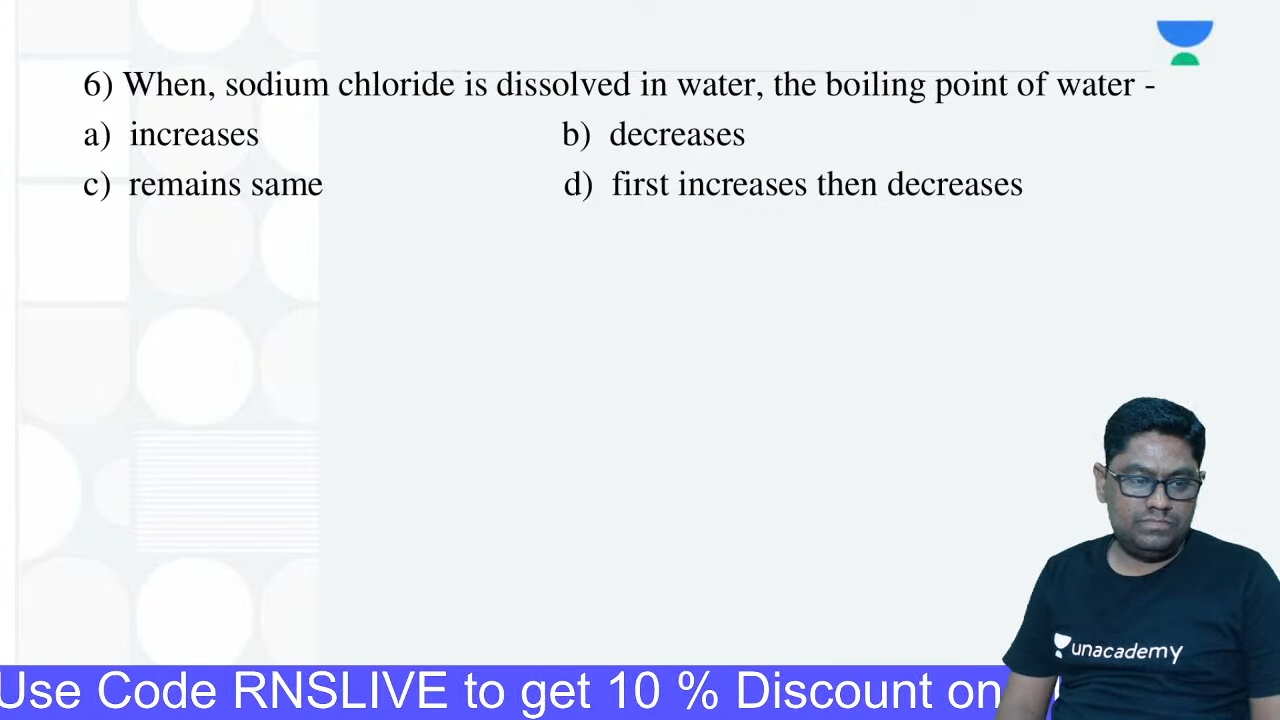 6) When, sodium chloride is dissolved in water, the boiling point of water -
a) increases b) decreases
c) remains same d) first increases then decreases
unacademy
Use Code RNSLIVE to get 10 % Discount on